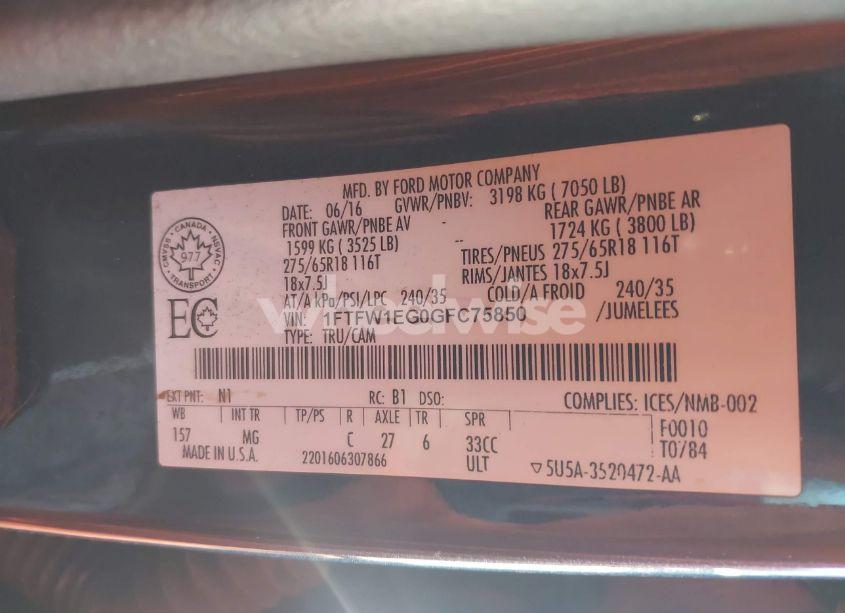 MFD. BY FORD MOTOR COMPANY
DATE: 06/16 GVWR/PNBV: 3198 KG ( 7050 LB)
FRONT GAWR/PNBE AV -- REAR GAWR/PNBE AR
1599 KG ( 3525 LB) 1724 KG ( 3800 LB)
275/65R18 116T -- TIRES/PNEUS 275/65R18 116T
18x7.5J RIMS/JANTES 18x7.5J
AT/A kPa/PSI/LPC 240/35 COLD/A FROID 240/35
VIN: 1FTFW1EG0GFC75850 /JUMELEES
TYPE: TRU/CAM
CANADA
CMVSS NSVAC
977
TRANSPORT
EC
wheelwise
EXT PNT: N1 RC: B1 DSO: COMPLIES: ICES/NMB-002
WB INT TR TP/PS R AXLE TR SPR F0010
157 MG C 27 6 33CC T0/84
MADE IN U.S.A. 2201606307866 ULT ▽5U5A-3520472-AA